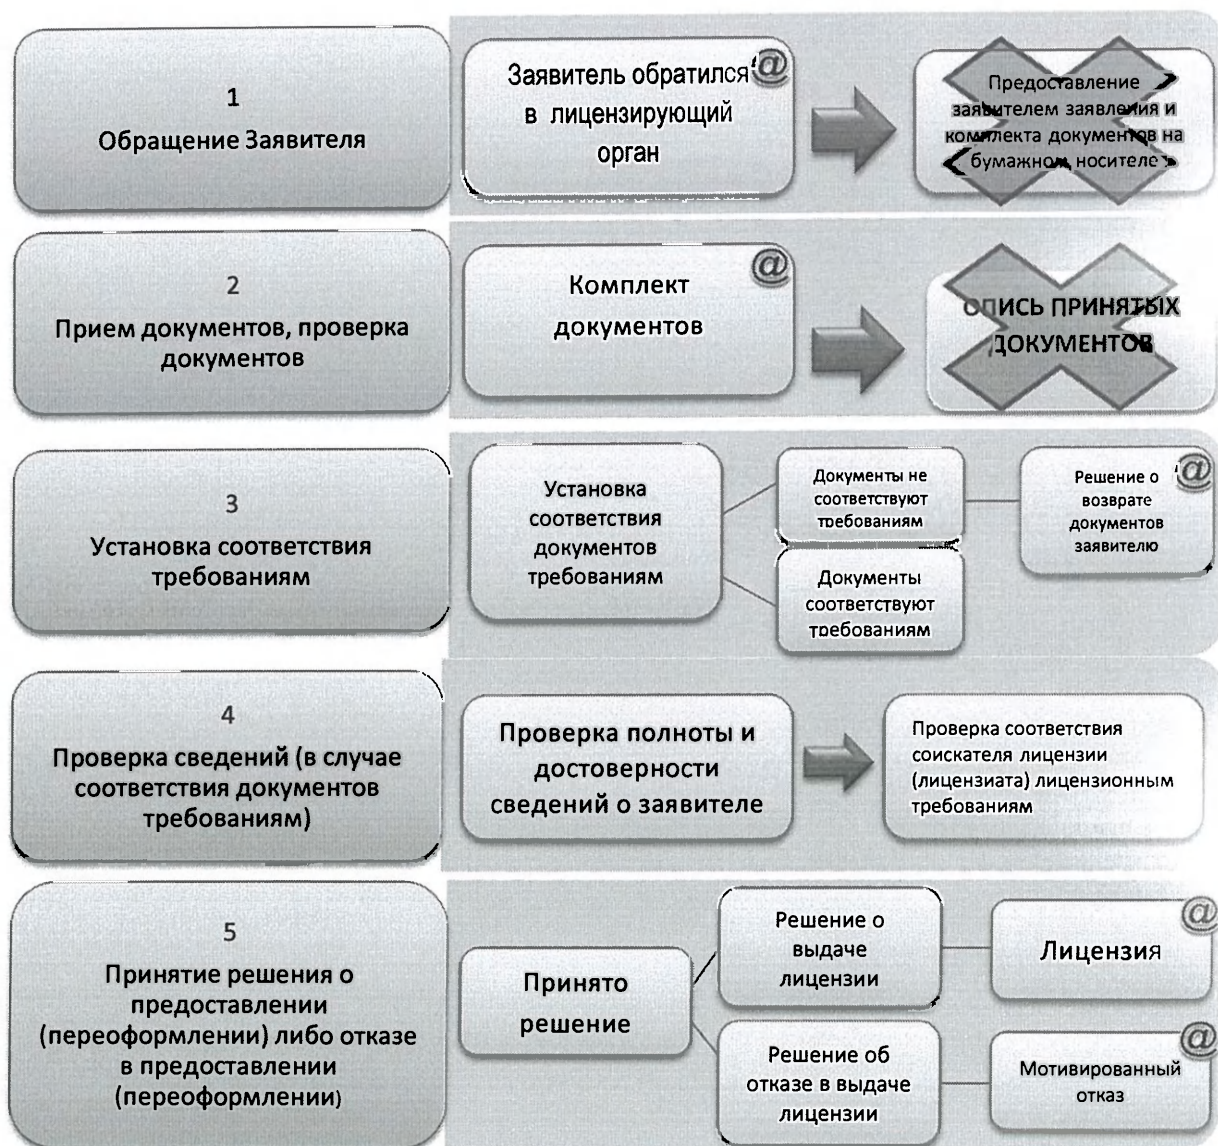 1
Обращение Заявителя
Заявитель обратился
в лицензирующий
орган
@
Предоставление
заявителем заявления и
комплекта документов на
бумажном носителе
2
Прием документов, проверка
документов
Комплект
документов
@
ОПИСЬ ПРИНЯТЫХ
ДОКУМЕНТОВ
3
Установка соответствия
требованиям
Установка
соответствия
документов
требованиям
Документы не
соответствуют
требованиям
Решение о
возврате
документов
заявителю
@
Документы
соответствуют
требованиям
4
Проверка сведений (в случае
соответствия документов
требованиям)
Проверка полноты и
достоверности
сведений о заявителе
Проверка соответствия
соискателя лицензии
(лицензиата) лицензионным
требованиям
5
Принятие решения о
предоставлении
(переоформлении) либо отказе
в предоставлении
(переоформлении)
Принято
решение
Решение о
выдаче
лицензии
Лицензия
@
Решение об
отказе в выдаче
лицензии
Мотивированный
отказ
@